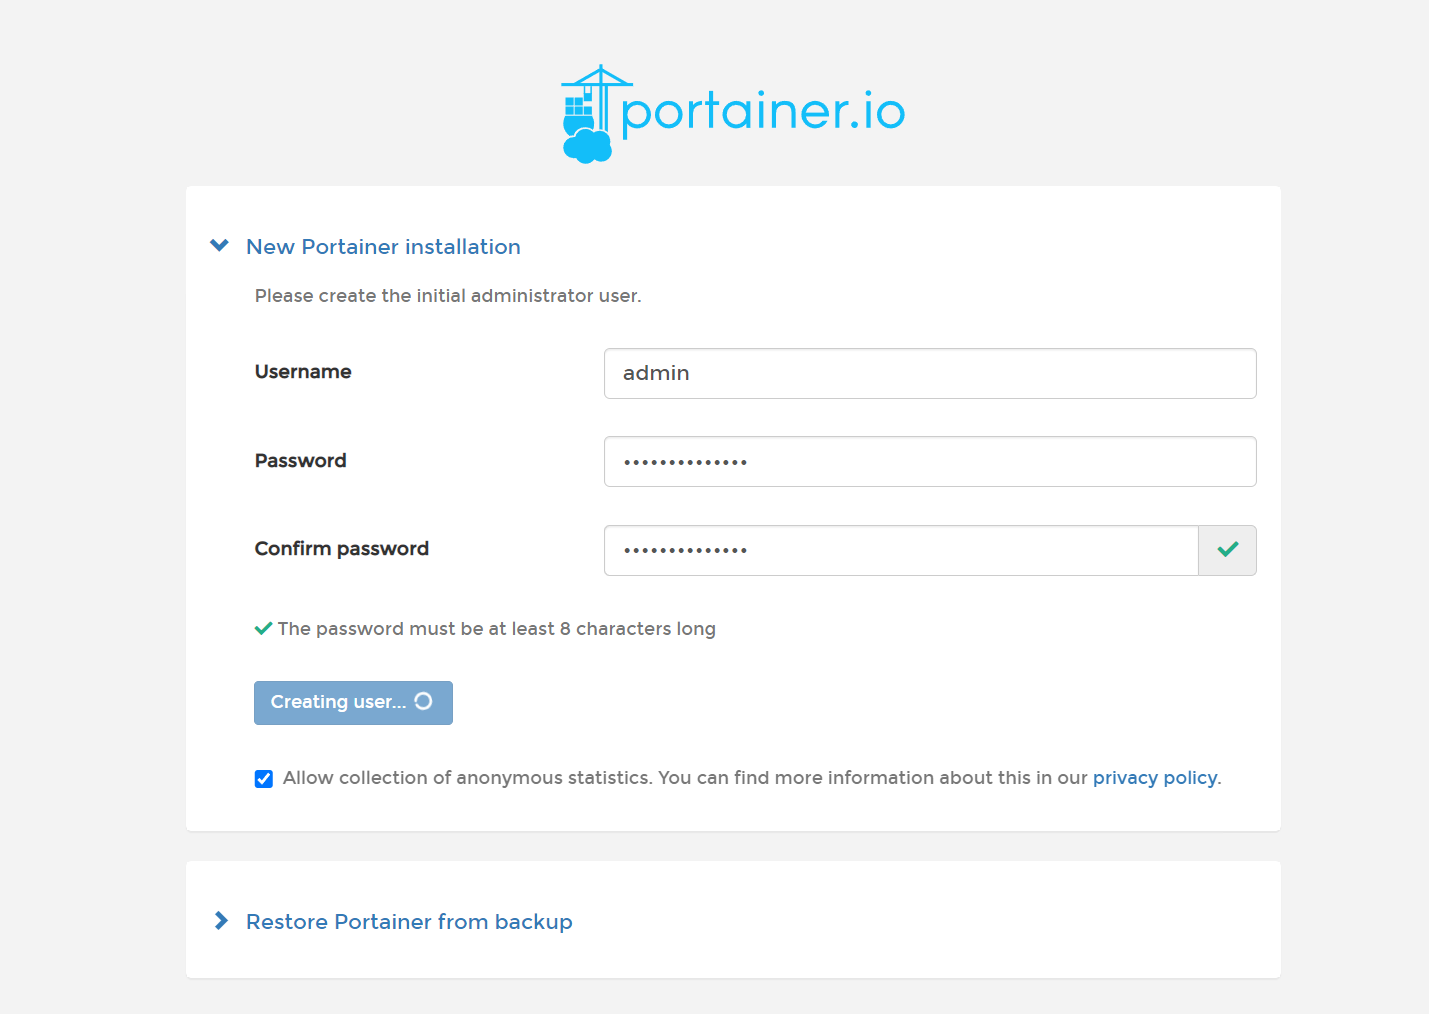 portainer.io
New Portainer installation
Please create the initial administrator user.
Username
admin
Password
••••••••••••••
Confirm password
••••••••••••••
The password must be at least 8 characters long
Creating user...
Allow collection of anonymous statistics. You can find more information about this in our privacy policy.
Restore Portainer from backup